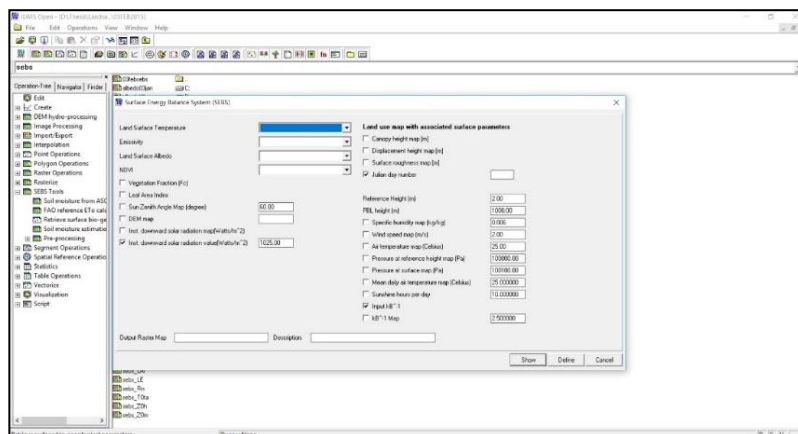 ILWIS Open - [D:\Thesis\Landsa...\03FEB2015]
File Edit Operations View Window Help
sebs
Operation-Tree Navigator Finder
Edit
Create
DEM hydro-processing
Image Processing
Import/Export
Interpolation
Point Operations
Polygon Operations
Raster Operations
Rasterize
SEBS Tools
Soil moisture from ASC
FAO reference ETo calc
Retrieve surface bio-ge
Soil moisture estimatio
Pre-processing
Segment Operations
Spatial Reference Operatio
Statistics
Table Operations
Vectorize
Visualization
Script
03febsebs
albedo03jan
C:
Surface Energy Balance System (SEBS)
Land Surface Temperature
Emissivity
Land Surface Albedo
NDVI
Vegetation Fraction (Fc)
Leaf Area Index
Sun Zenith Angle Map (degree) 60.00
DEM map
Inst. downward solar radiation map(Watts/m^2)
Inst. downward solar radiation value(Watts/m^2) 1025.00
Land use map with associated surface parameters
Canopy height map [m]
Displacement height map [m]
Surface roughness map [m]
Julian day number
Reference Height (m) 2.00
PBL height (m) 1000.00
Specific humidity map (kg/kg) 0.006
Wind speed map (m/s) 2.00
Air temperature map (Celsius) 25.00
Pressure at reference height map (Pa) 100000.00
Pressure at surface map (Pa) 100100.00
Mean daily air temperature map (Celsius) 25.000000
Sunshine hours per day 10.000000
Input kB^-1
kB^-1 Map 2.500000
Output Raster Map Description:
Show Define Cancel
sebs_LE
sebs_Rn
sebs_T0ta
sebs_Z0h
sebs_Z0m